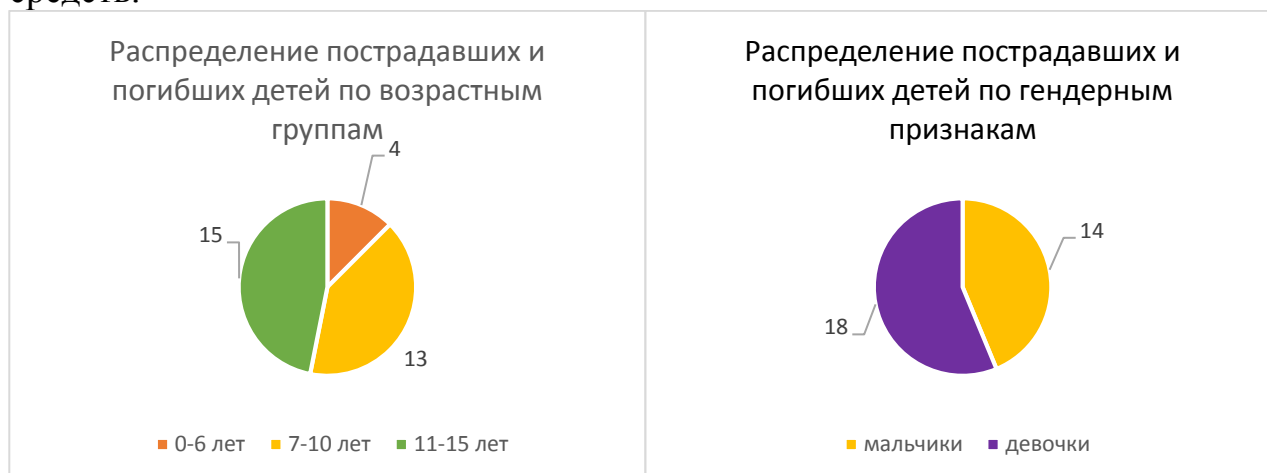 средств.
Распределение пострадавших и
погибших детей по возрастным
группам
4
15
13
0-6 лет 7-10 лет 11-15 лет
Распределение пострадавших и
погибших детей по гендерным
признакам
14
18
мальчики девочки